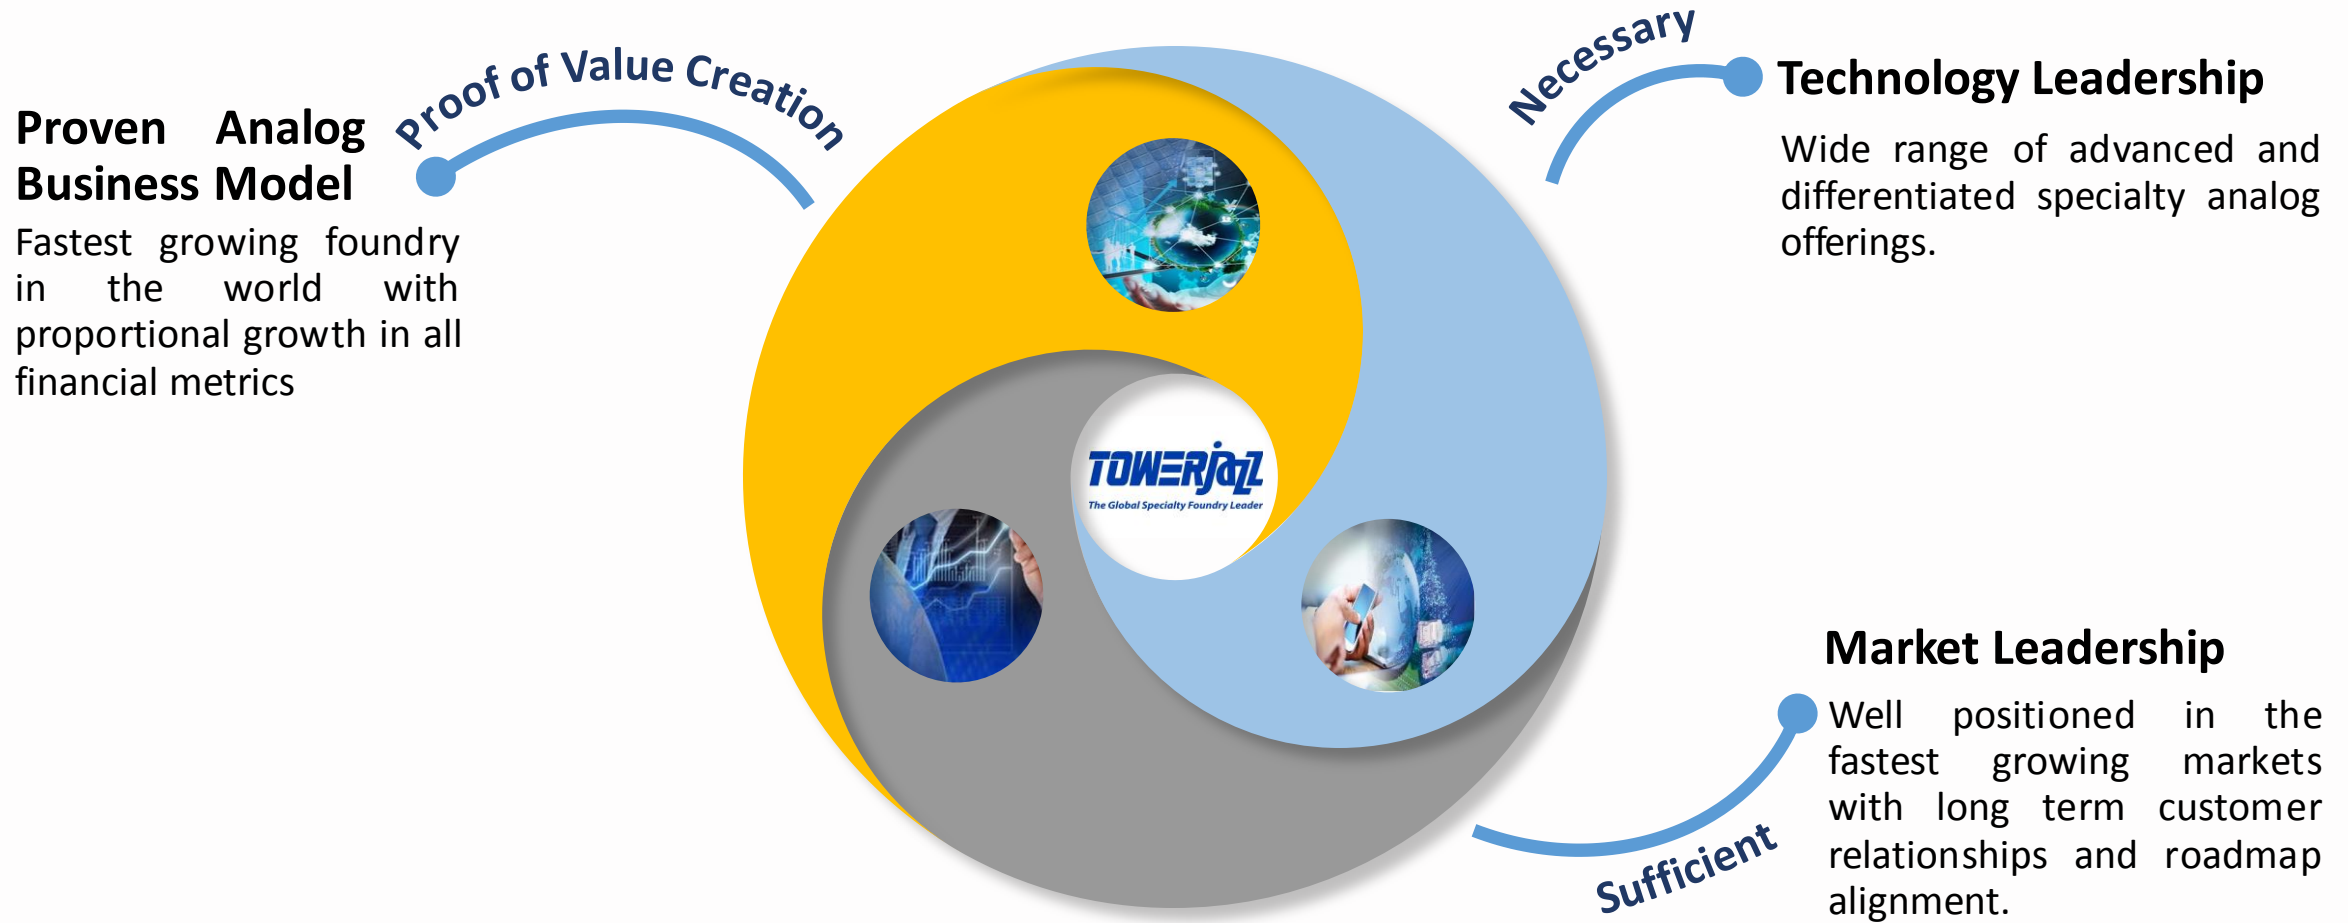 Proof of Value Creation
Proven Analog
Business Model
Fastest growing foundry
in the world with
proportional growth in all
financial metrics
Necessary
Technology Leadership
Wide range of advanced and
differentiated specialty analog
offerings.
TOWERjazz
The Global Specialty Foundry Leader
Market Leadership
Well positioned in the
fastest growing markets
with long term customer
relationships and roadmap
alignment.
Sufficient